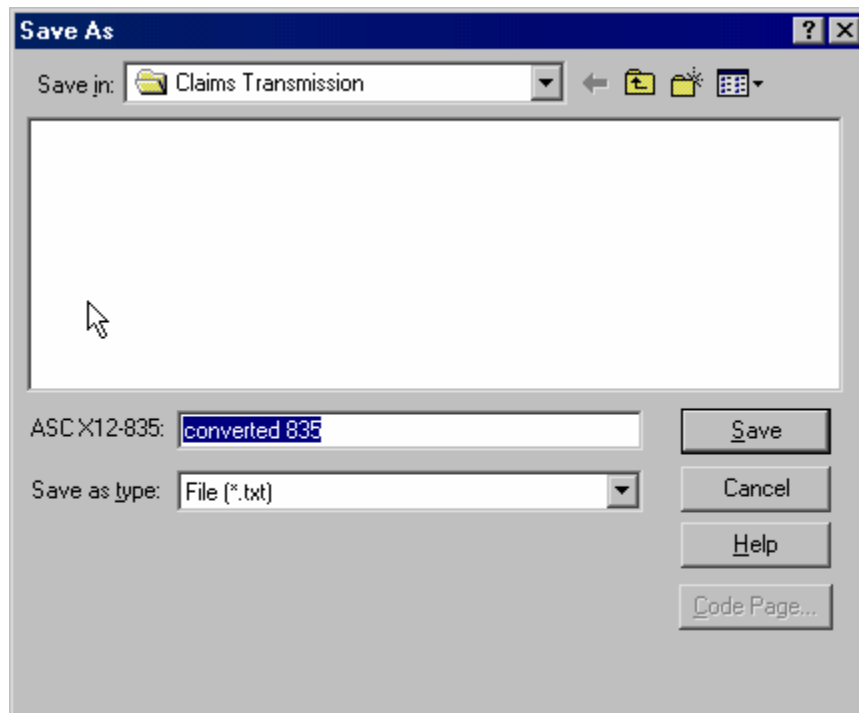 Save As
Save in: Claims Transmission
ASC X12-835: converted 835
Save
Save as type: File (*.txt)
Cancel
Help
Code Page...